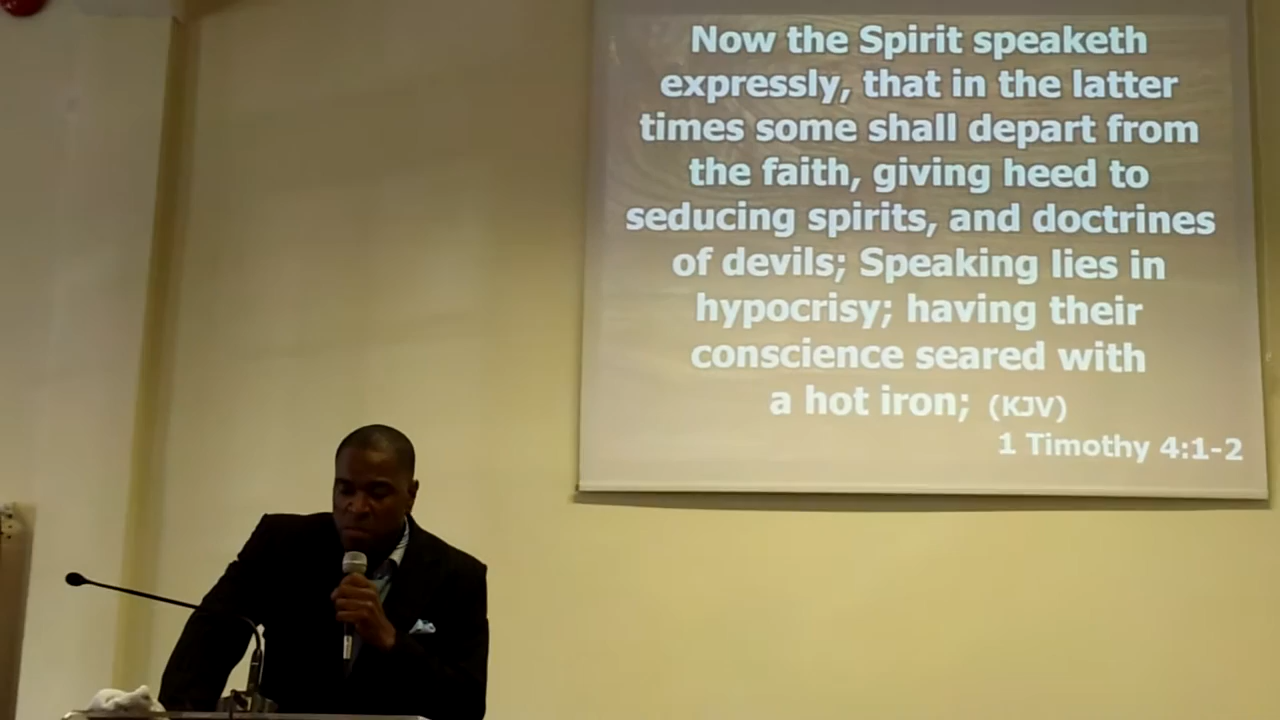 Now the Spirit speaketh
expressly, that in the latter
times some shall depart from
the faith, giving heed to
seducing spirits, and doctrines
of devils; Speaking lies in
hypocrisy; having their
conscience seared with
a hot iron; (KJV)
1 Timothy 4:1-2